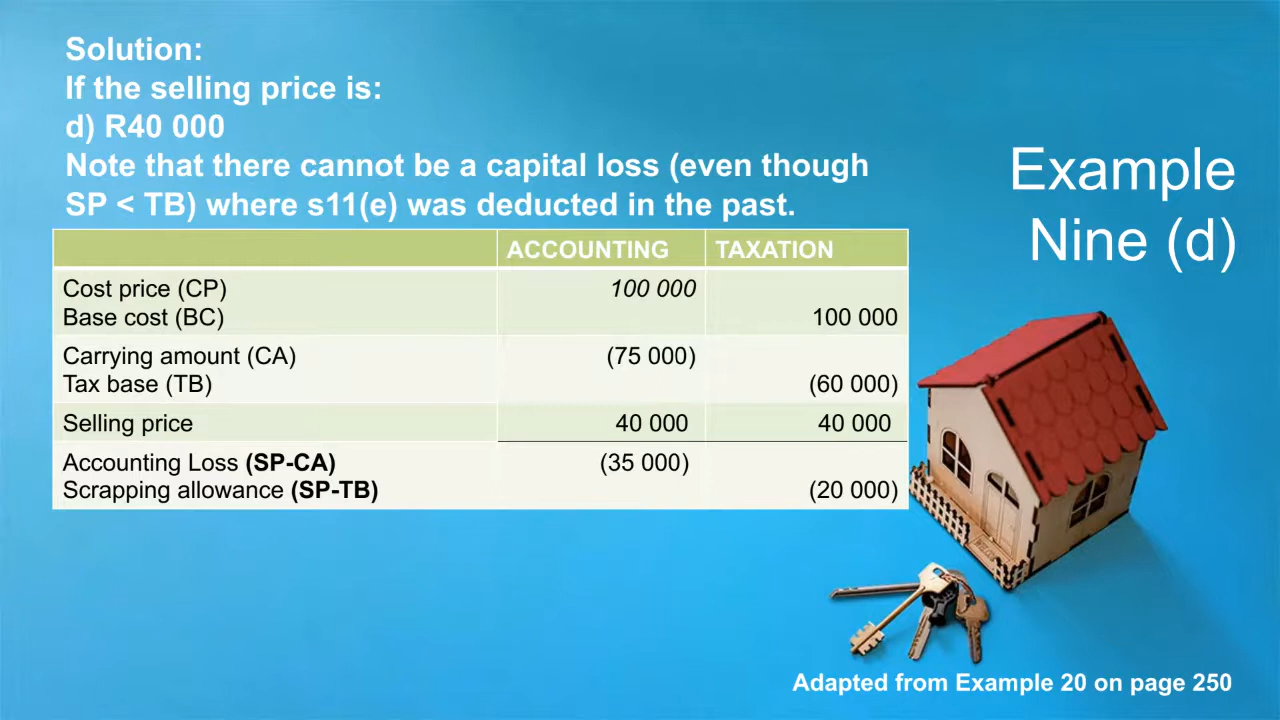 Solution:
If the selling price is:
d) R40 000
Note that there cannot be a capital loss (even though
SP < TB) where s11(e) was deducted in the past.
Example
Nine (d)
ACCOUNTING TAXATION
Cost price (CP) 100 000
Base cost (BC) 100 000
Carrying amount (CA) (75 000)
Tax base (TB) (60 000)
Selling price 40 000 40 000
Accounting Loss (SP-CA) (35 000)
Scrapping allowance (SP-TB) (20 000)
Adapted from Example 20 on page 250